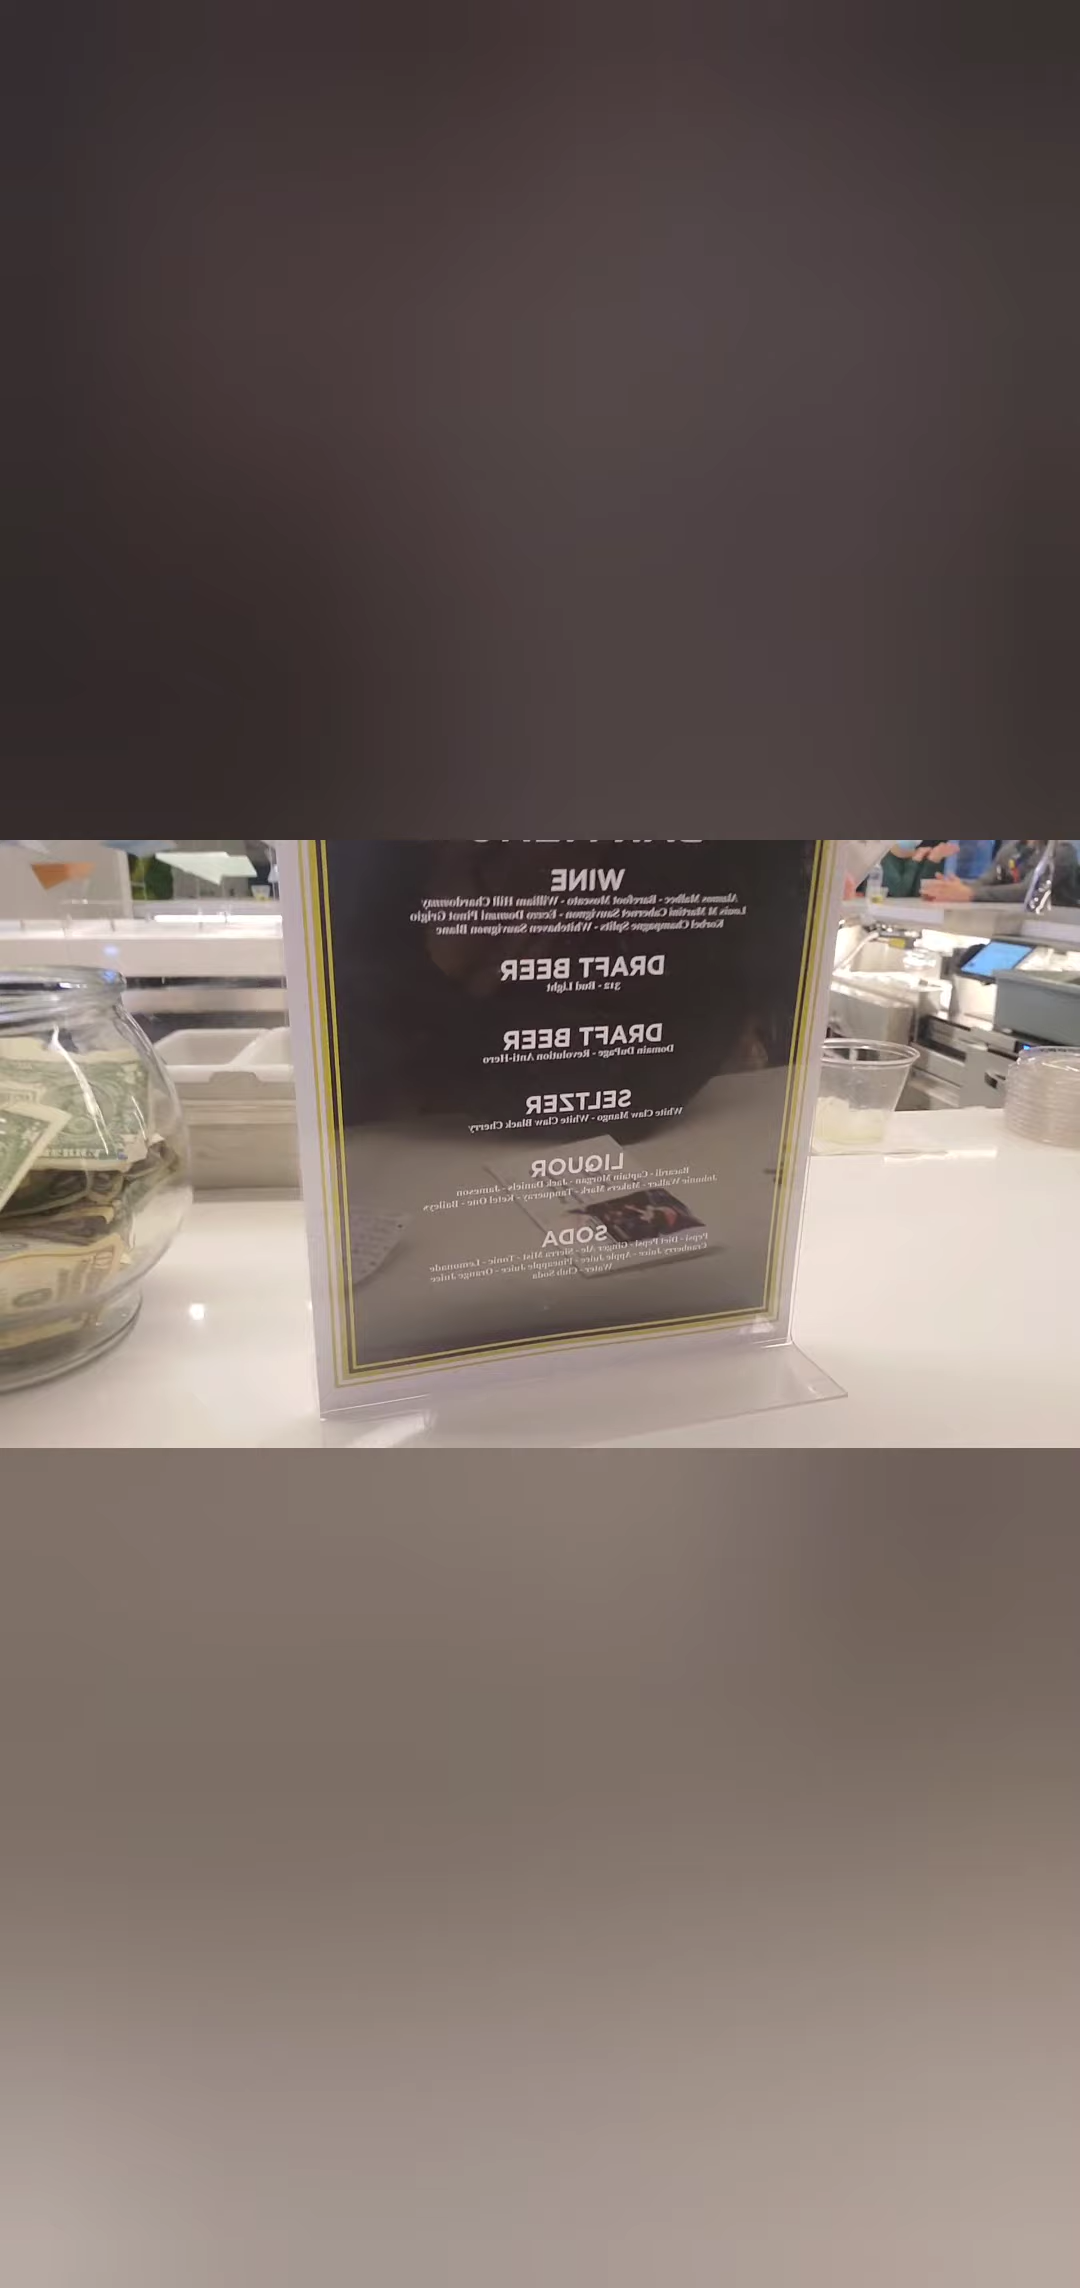 WINE
Alamos Malbec - Barefoot Moscato - William Hill Chardonnay
Louis M Martini Cabernet Sauvignon - Ecco Domani Pinot Grigio
Korbel Champagne Splits - Whitehaven Sauvignon Blanc
DRAFT BEER
312 - Bud Light
DRAFT BEER
Domain DuPage - Revolution Anti-Hero
SELTZER
White Claw Mango - White Claw Black Cherry
LIQUOR
Bacardi - Captain Morgan - Jack Daniels - Jameson
Johnnie Walker - Makers Mark - Tanqueray - Ketel One - Baileys
SODA
Pepsi - Diet Pepsi - Ginger Ale - Sierra Mist - Tonic - Lemonade
Cranberry Juice - Apple Juice - Pineapple Juice - Orange Juice
Water - Club Soda